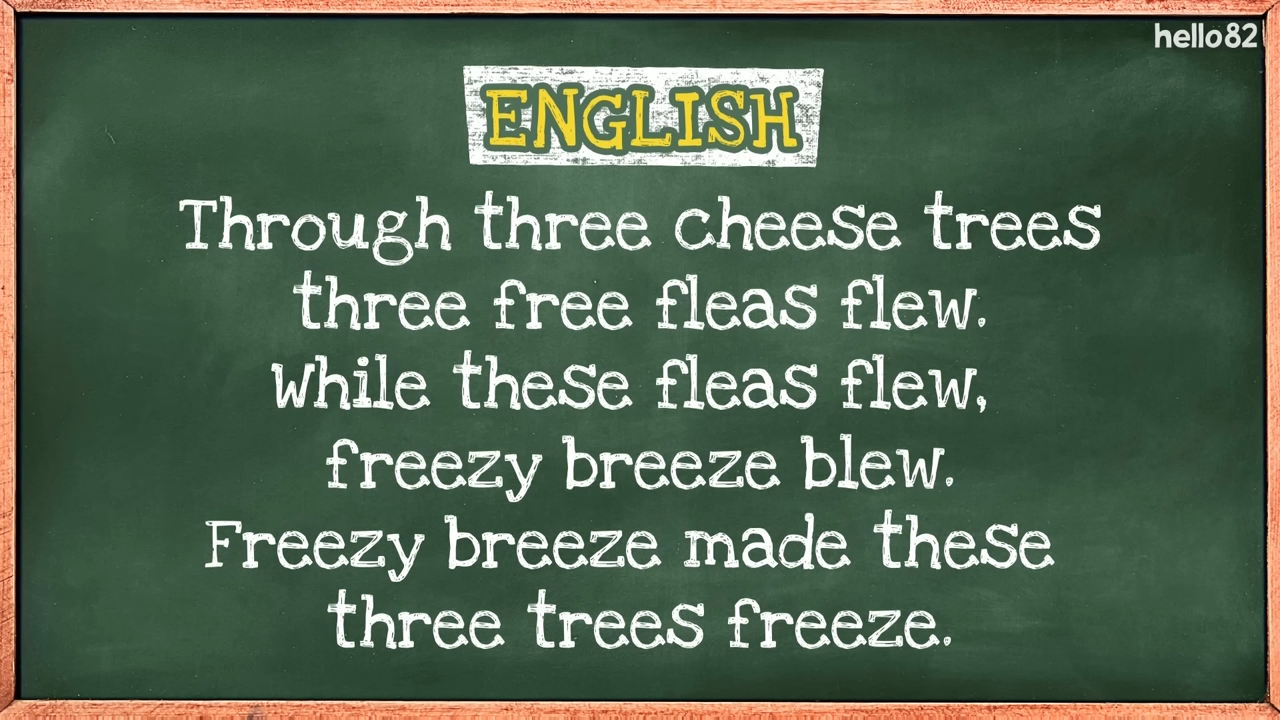 hello82
ENGLISH
Through three cheese trees
three free fleas flew.
While these fleas flew,
freezy breeze blew.
Freezy breeze made these
three trees freeze.